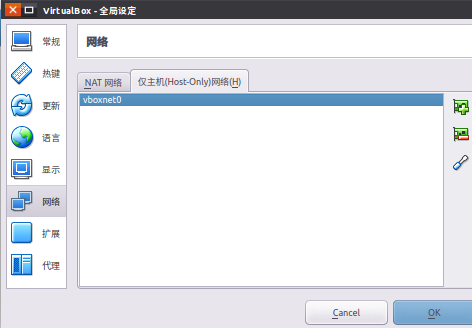 VirtualBox - 全局设定
常规
热键
更新
语言
显示
网络
扩展
代理
网络
NAT 网络
仅主机(Host-Only)网络(H)
vboxnet0
Cancel
OK